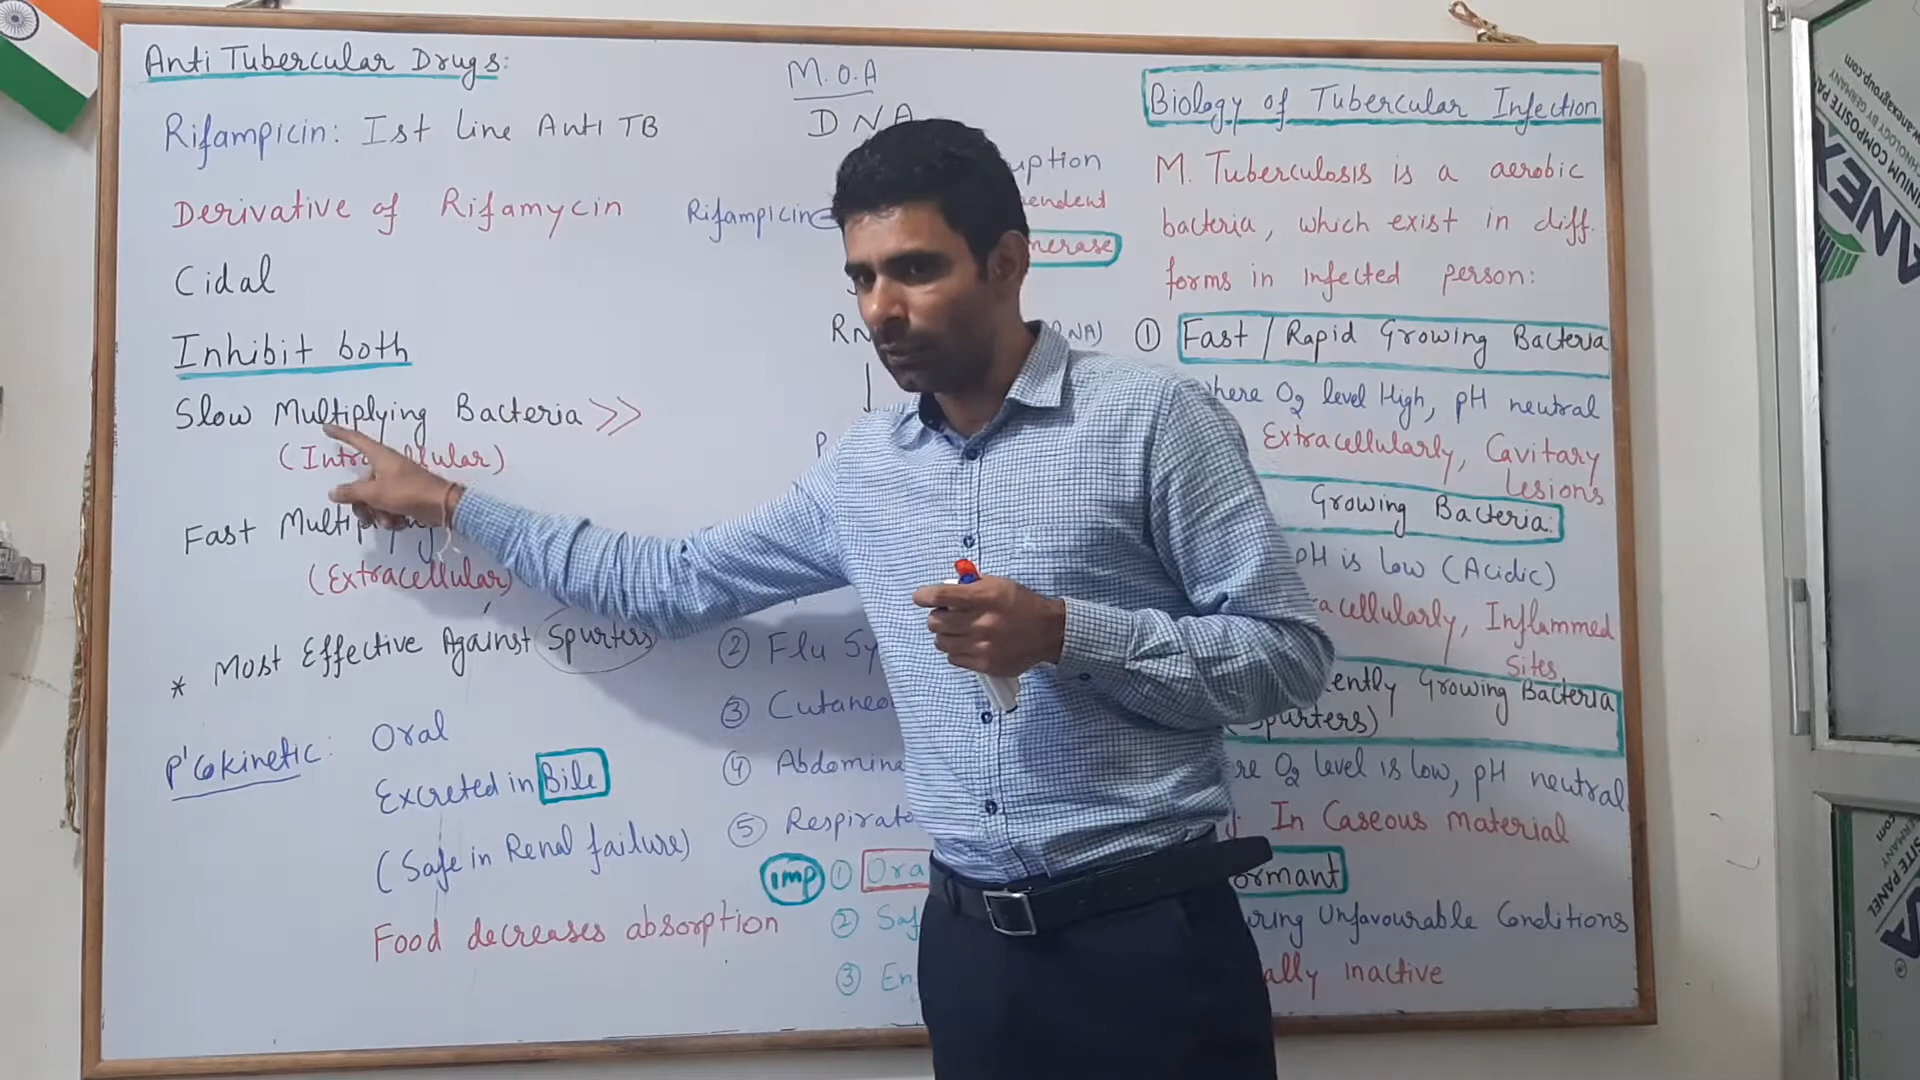 Anti Tubercular Drugs:
Rifampicin: Ist Line Anti TB
Derivative of Rifamycin
Cidal
Inhibit both
Slow Multiplying Bacteria >>
(Intracellular)
Fast Multiplying
(Extracellular)
* Most Effective Against Spurters
P'Cokinetic: Oral
Excreted in Bile
(Safe in Renal failure)
Food decreases absorption
M.O.A
DNA
Rifampicin
② Flu Sy
③ Cutaneo
④ Abdomina
⑤ Respirato
imp ① Ora
② Saf
③ En
Biology of Tubercular Infection
M. Tuberculosis is a aerobic
bacteria, which exist in diff.
forms in infected person:
① Fast / Rapid Growing Bacteria
here O2 level High, pH neutral
Extracellularly, Cavitary
lesions
Growing Bacteria:
pH is low (Acidic)
acellularly, Inflammed
Sites
ently Growing Bacteria
(Spurters)
re O2 level is low, pH neutral
In Caseous material
ormant
ring Unfavourable Conditions
ally inactive